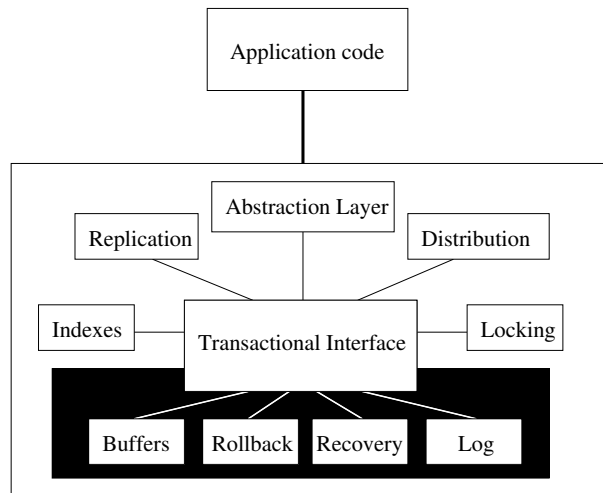 Application code
Abstraction Layer
Replication
Distribution
Indexes
Transactional Interface
Locking
Buffers
Rollback
Recovery
Log